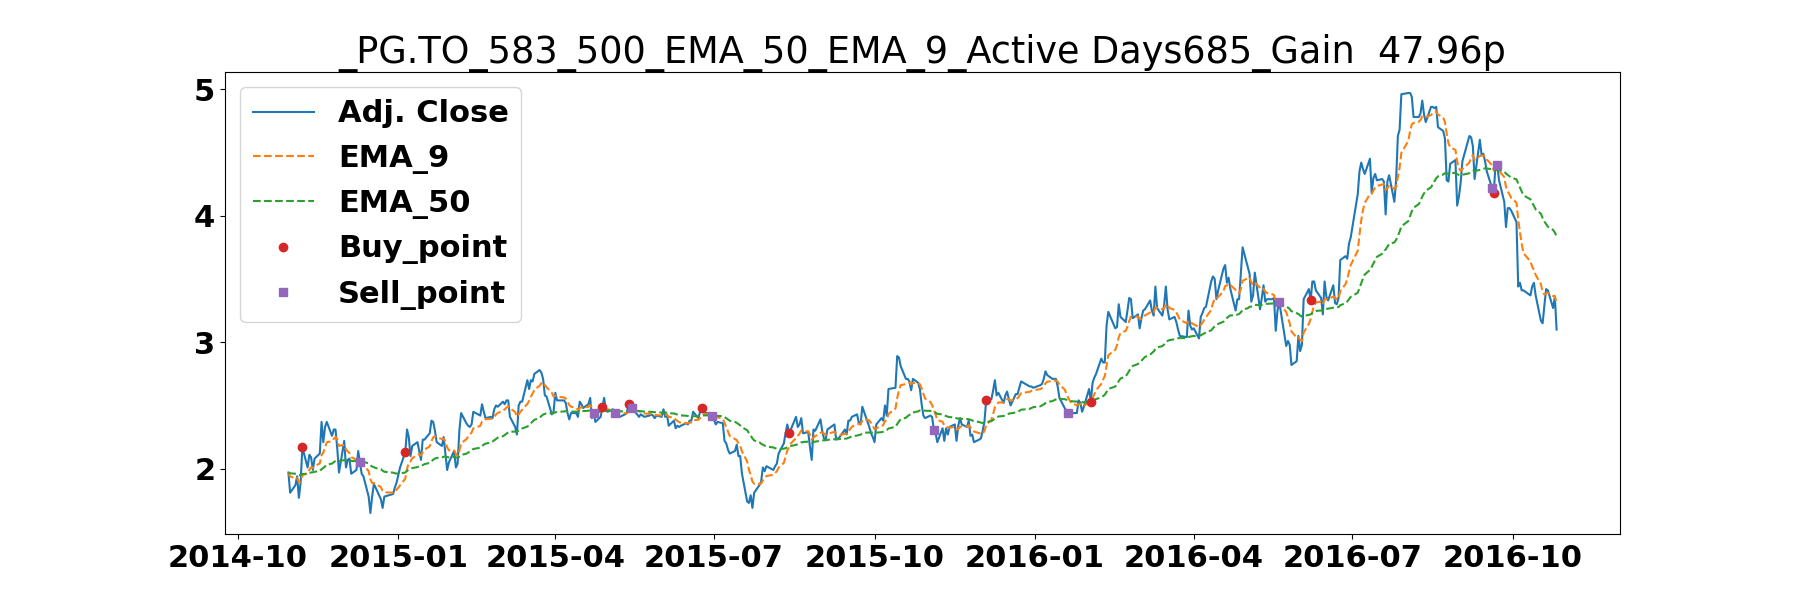 _PG.TO_583_500_EMA_50_EMA_9_Active Days685_Gain  47.96p
Adj. Close
EMA_9
EMA_50
Buy_point
Sell_point
5
4
3
2
2014-10 2015-01 2015-04 2015-07 2015-10 2016-01 2016-04 2016-07 2016-10